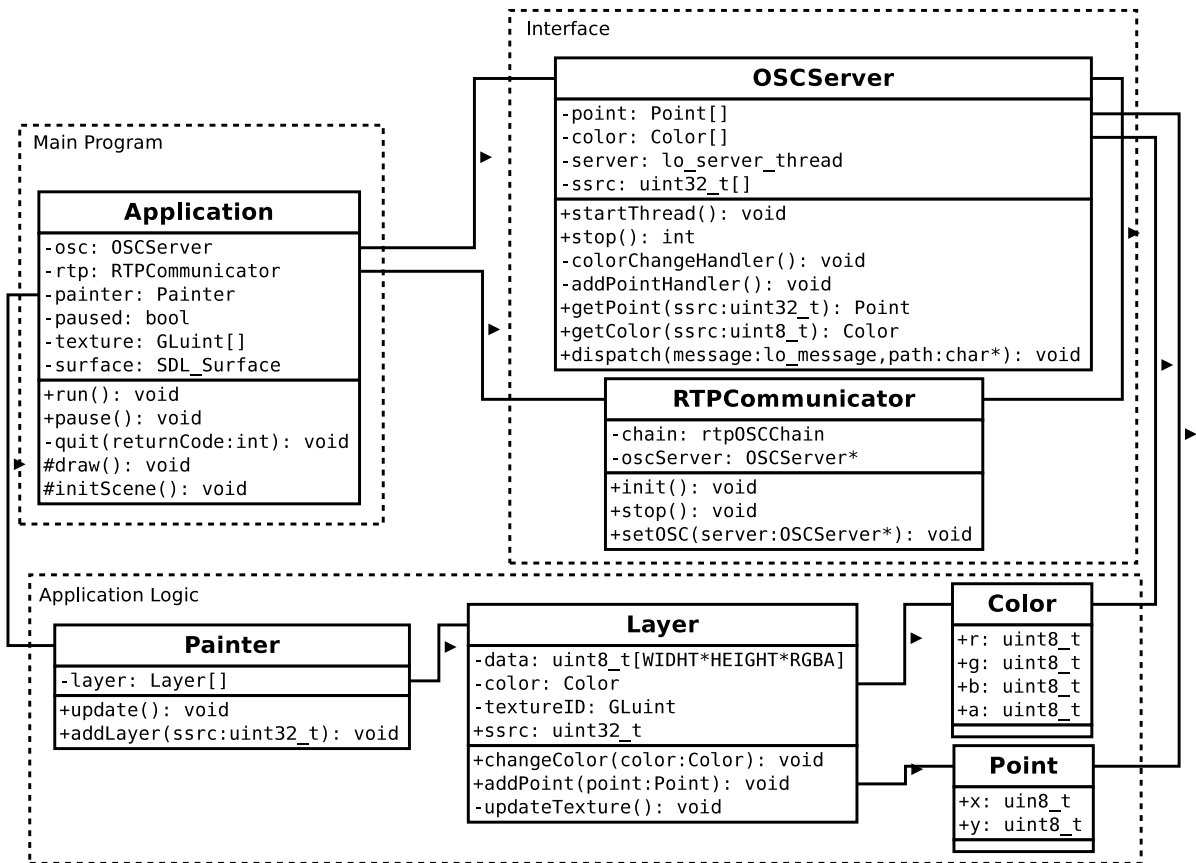 Interface
OSCServer
-point: Point[]
-color: Color[]
-server: lo_server_thread
-ssrc: uint32_t[]
+startThread(): void
+stop(): int
-colorChangeHandler(): void
-addPointHandler(): void
+getPoint(ssrc:uint32_t): Point
+getColor(ssrc:uint8_t): Color
+dispatch(message:lo_message,path:char*): void
Main Program
Application
-osc: OSCServer
-rtp: RTPCommunicator
-painter: Painter
-paused: bool
-texture: GLuint[]
-surface: SDL_Surface
+run(): void
+pause(): void
-quit(returnCode:int): void
#draw(): void
#initScene(): void
RTPCommunicator
-chain: rtpOSCChain
-oscServer: OSCServer*
+init(): void
+stop(): void
+setOSC(server:OSCServer*): void
Application Logic
Painter
-layer: Layer[]
+update(): void
+addLayer(ssrc:uint32_t): void
Layer
-data: uint8_t[WIDHT*HEIGHT*RGBA]
-color: Color
-textureID: GLuint
+ssrc: uint32_t
+changeColor(color:Color): void
+addPoint(point:Point): void
-updateTexture(): void
Color
+r: uint8_t
+g: uint8_t
+b: uint8_t
+a: uint8_t
Point
+x: uin8_t
+y: uint8_t